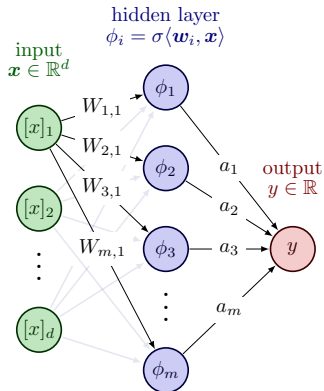 hidden layer
ϕ_i = σ⟨w_i, x⟩
input
x ∈ ℝ^d
output
y ∈ ℝ
[x]_1
[x]_2
⋮
[x]_d
W_{1,1}
W_{2,1}
W_{3,1}
W_{m,1}
ϕ_1
ϕ_2
ϕ_3
⋮
ϕ_m
a_1
a_2
a_3
a_m
y